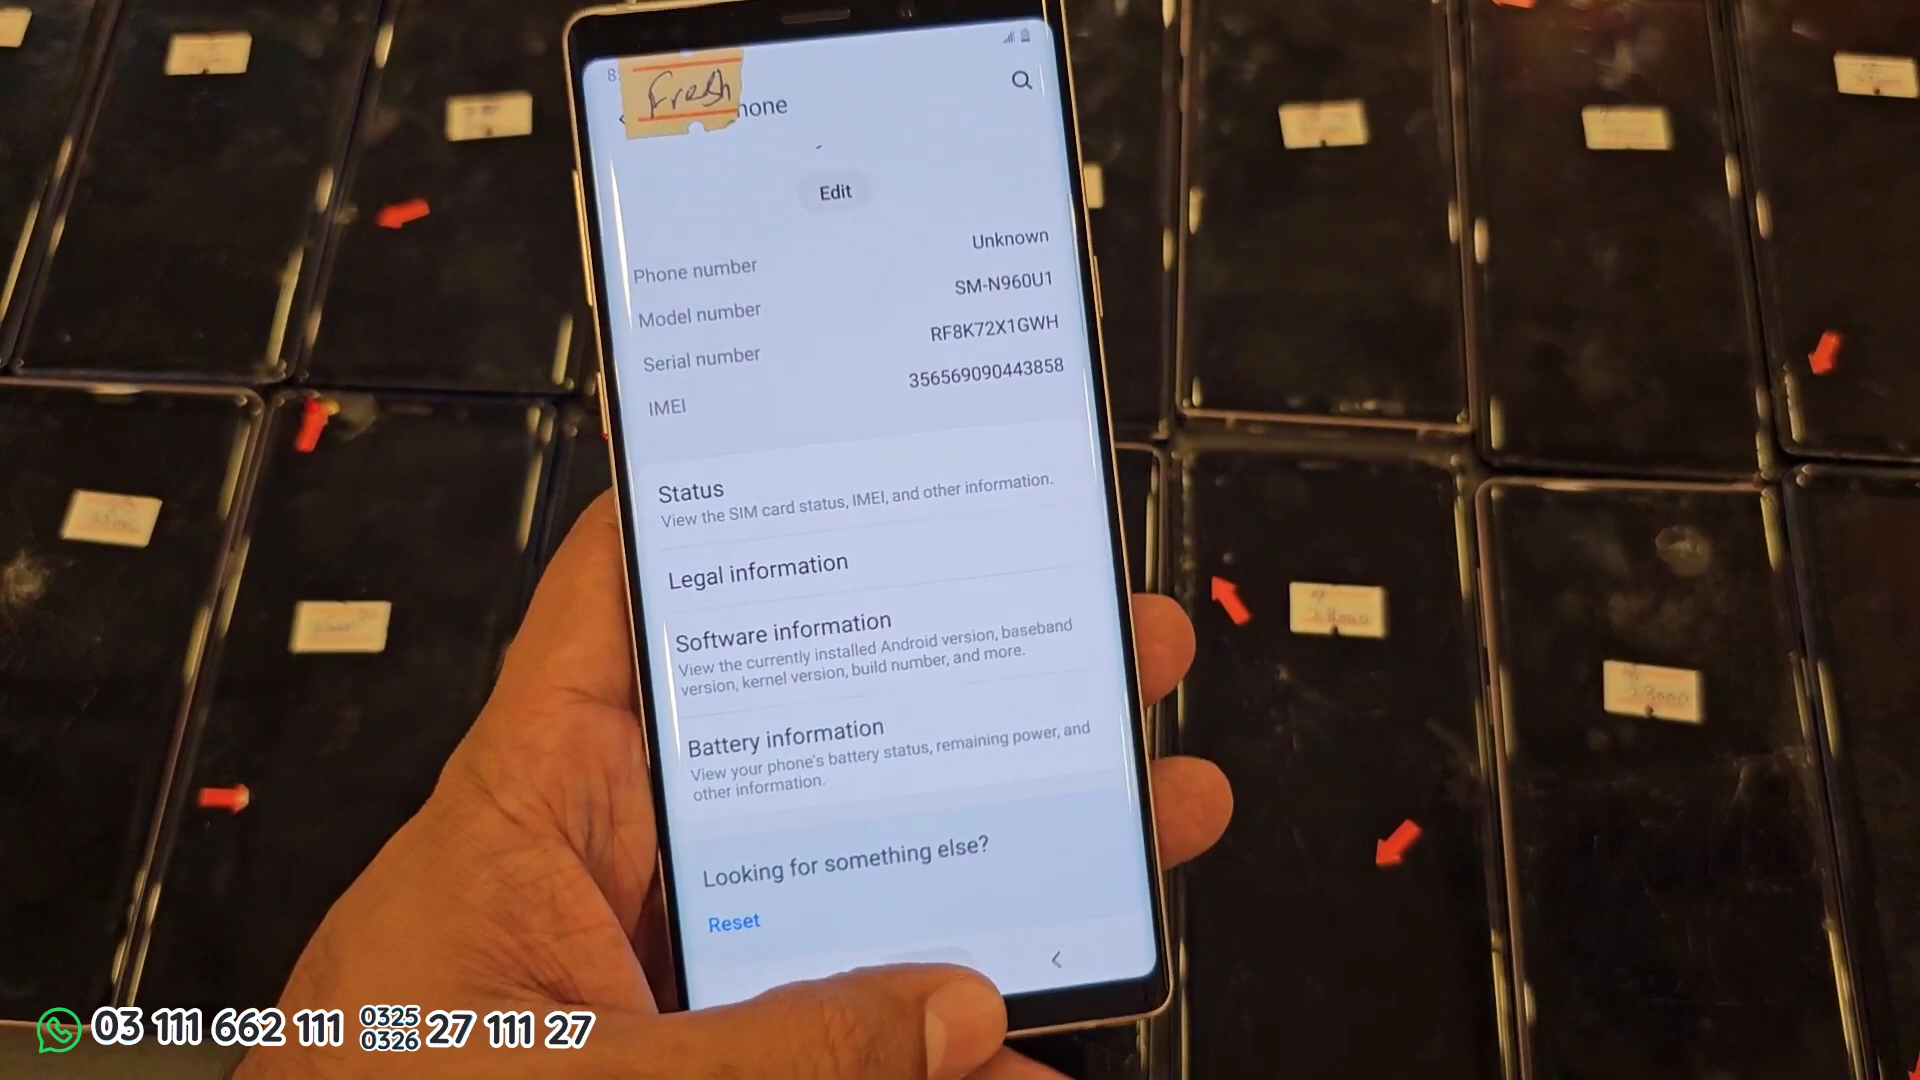 8:
Fresh
hone
Edit
Phone number
Unknown
Model number
SM-N960U1
Serial number
RF8K72X1GWH
IMEI
356569090443858
Status
View the SIM card status, IMEI, and other information.
Legal information
Software information
View the currently installed Android version, baseband
version, kernel version, build number, and more.
Battery information
View your phone's battery status, remaining power, and
other information.
Looking for something else?
Reset
28000
03 111 662 111
0325
0326
27 111 27